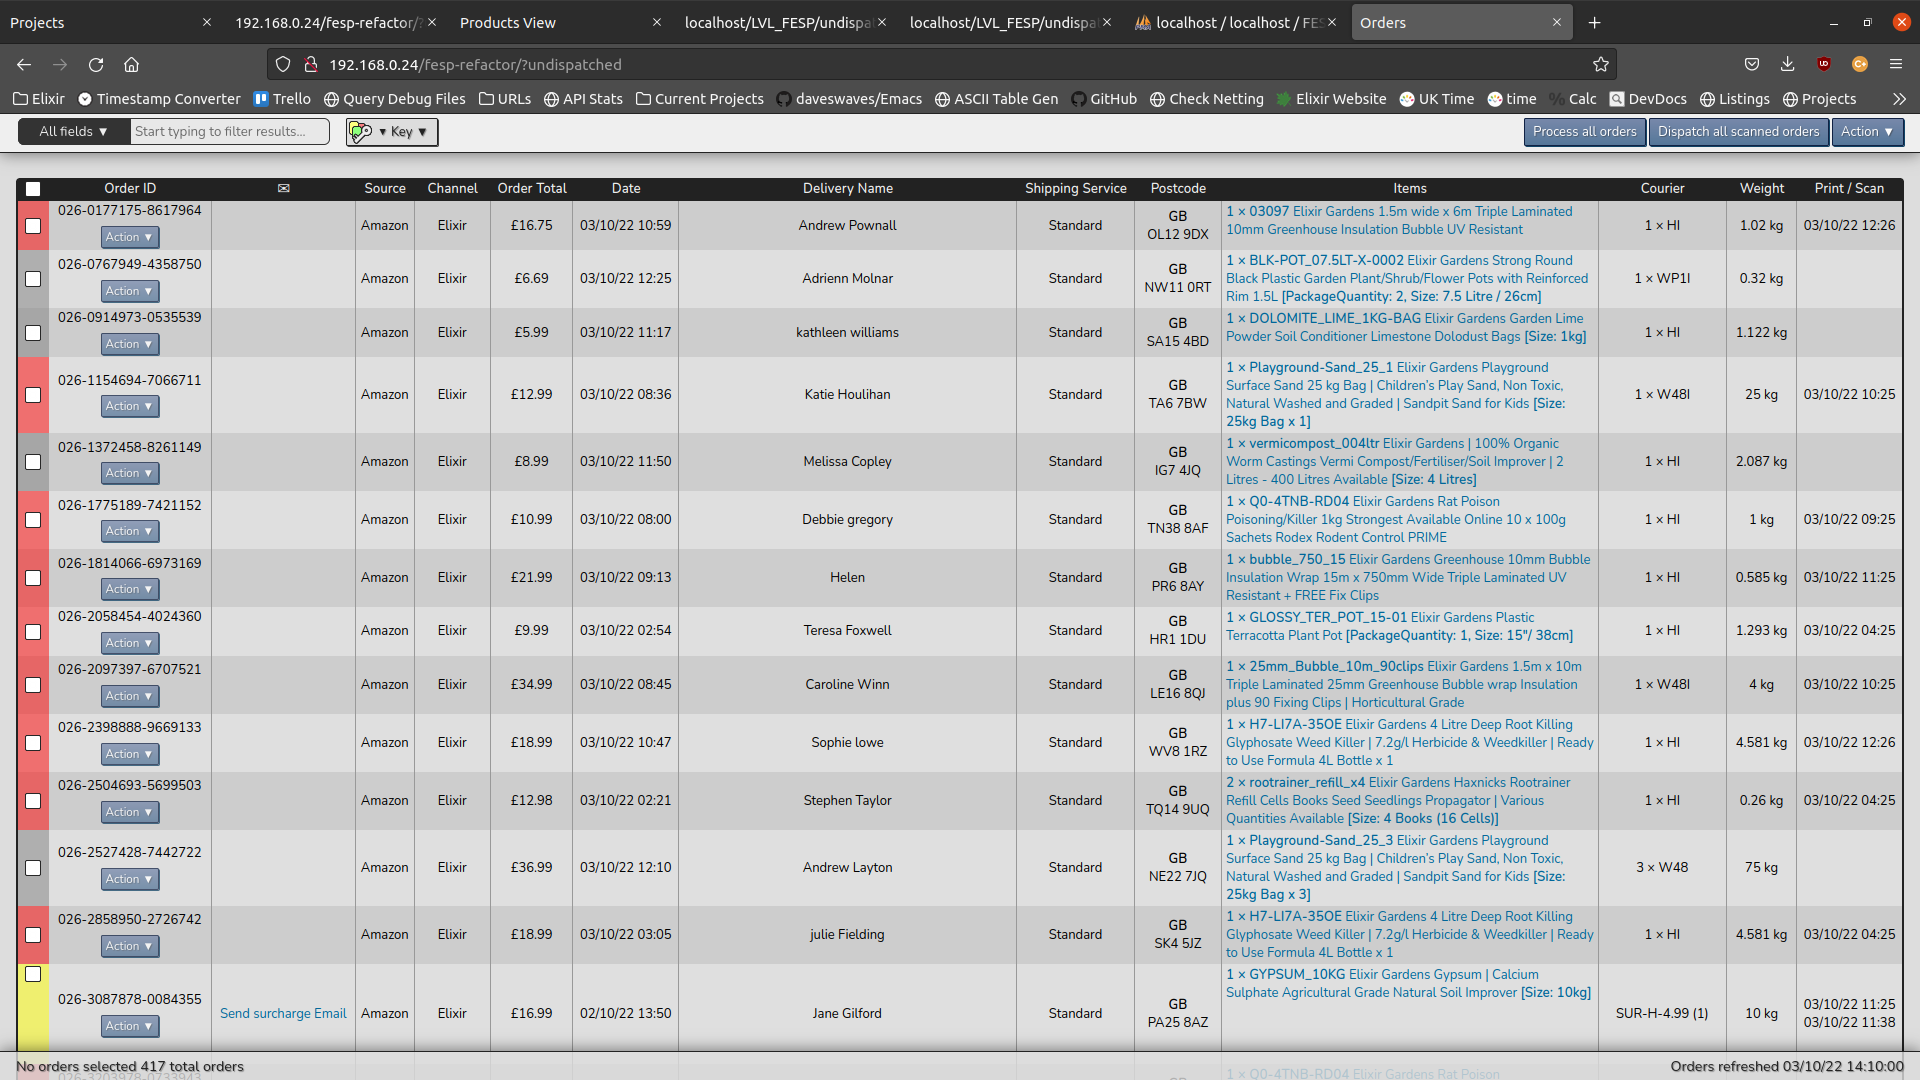 Projects
192.168.0.24/fesp-refactor/?
Products View
localhost/LVL_FESP/undispa
localhost/LVL_FESP/undispa
localhost / localhost / FES
Orders
192.168.0.24/fesp-refactor/?undispatched
Elixir
Timestamp Converter
Trello
Query Debug Files
URLs
API Stats
Current Projects
daveswaves/Emacs
ASCII Table Gen
GitHub
Check Netting
Elixir Website
UK Time
time
Calc
DevDocs
Listings
Projects
All fields ▼
Start typing to filter results...
▼ Key ▼
Process all orders
Dispatch all scanned orders
Action ▼
Order ID ✉ Source Channel Order Total Date Delivery Name Shipping Service Postcode Items Courier Weight Print / Scan
026-0177175-8617964
Action ▼
Amazon Elixir £16.75 03/10/22 10:59 Andrew Pownall Standard
GB
OL12 9DX
1 × 03097 Elixir Gardens 1.5m wide x 6m Triple Laminated
10mm Greenhouse Insulation Bubble UV Resistant
1 × HI 1.02 kg 03/10/22 12:26
026-0767949-4358750
Action ▼
Amazon Elixir £6.69 03/10/22 12:25 Adrienn Molnar Standard
GB
NW11 0RT
1 × BLK-POT_07.5LT-X-0002 Elixir Gardens Strong Round
Black Plastic Garden Plant/Shrub/Flower Pots with Reinforced
Rim 1.5L [PackageQuantity: 2, Size: 7.5 Litre / 26cm]
1 × WP1I 0.32 kg
026-0914973-0535539
Action ▼
Amazon Elixir £5.99 03/10/22 11:17 kathleen williams Standard
GB
SA15 4BD
1 × DOLOMITE_LIME_1KG-BAG Elixir Gardens Garden Lime
Powder Soil Conditioner Limestone Dolodust Bags [Size: 1kg]
1 × HI 1.122 kg
026-1154694-7066711
Action ▼
Amazon Elixir £12.99 03/10/22 08:36 Katie Houlihan Standard
GB
TA6 7BW
1 × Playground-Sand_25_1 Elixir Gardens Playground
Surface Sand 25 kg Bag | Children's Play Sand, Non Toxic,
Natural Washed and Graded | Sandpit Sand for Kids [Size:
25kg Bag x 1]
1 × W48I 25 kg 03/10/22 10:25
026-1372458-8261149
Action ▼
Amazon Elixir £8.99 03/10/22 11:50 Melissa Copley Standard
GB
IG7 4JQ
1 × vermicompost_004ltr Elixir Gardens | 100% Organic
Worm Castings Vermi Compost/Fertiliser/Soil Improver | 2
Litres - 400 Litres Available [Size: 4 Litres]
1 × HI 2.087 kg
026-1775189-7421152
Action ▼
Amazon Elixir £10.99 03/10/22 08:00 Debbie gregory Standard
GB
TN38 8AF
1 × Q0-4TNB-RD04 Elixir Gardens Rat Poison
Poisoning/Killer 1kg Strongest Available Online 10 x 100g
Sachets Rodex Rodent Control PRIME
1 × HI 1 kg 03/10/22 09:25
026-1814066-6973169
Action ▼
Amazon Elixir £21.99 03/10/22 09:13 Helen Standard
GB
PR6 8AY
1 × bubble_750_15 Elixir Gardens Greenhouse 10mm Bubble
Insulation Wrap 15m x 750mm Wide Triple Laminated UV
Resistant + FREE Fix Clips
1 × HI 0.585 kg 03/10/22 11:25
026-2058454-4024360
Action ▼
Amazon Elixir £9.99 03/10/22 02:54 Teresa Foxwell Standard
GB
HR1 1DU
1 × GLOSSY_TER_POT_15-01 Elixir Gardens Plastic
Terracotta Plant Pot [PackageQuantity: 1, Size: 15"/ 38cm]
1 × HI 1.293 kg 03/10/22 04:25
026-2097397-6707521
Action ▼
Amazon Elixir £34.99 03/10/22 08:45 Caroline Winn Standard
GB
LE16 8QJ
1 × 25mm_Bubble_10m_90clips Elixir Gardens 1.5m x 10m
Triple Laminated 25mm Greenhouse Bubble wrap Insulation
plus 90 Fixing Clips | Horticultural Grade
1 × W48I 4 kg 03/10/22 10:25
026-2398888-9669133
Action ▼
Amazon Elixir £18.99 03/10/22 10:47 Sophie lowe Standard
GB
WV8 1RZ
1 × H7-LI7A-35OE Elixir Gardens 4 Litre Deep Root Killing
Glyphosate Weed Killer | 7.2g/l Herbicide & Weedkiller | Ready
to Use Formula 4L Bottle x 1
1 × HI 4.581 kg 03/10/22 12:26
026-2504693-5699503
Action ▼
Amazon Elixir £12.98 03/10/22 02:21 Stephen Taylor Standard
GB
TQ14 9UQ
2 × rootrainer_refill_x4 Elixir Gardens Haxnicks Rootrainer
Refill Cells Books Seed Seedlings Propagator | Various
Quantities Available [Size: 4 Books (16 Cells)]
1 × HI 0.26 kg 03/10/22 04:25
026-2527428-7442722
Action ▼
Amazon Elixir £36.99 03/10/22 12:10 Andrew Layton Standard
GB
NE22 7JQ
1 × Playground-Sand_25_3 Elixir Gardens Playground
Surface Sand 25 kg Bag | Children's Play Sand, Non Toxic,
Natural Washed and Graded | Sandpit Sand for Kids [Size:
25kg Bag x 3]
3 × W48 75 kg
026-2858950-2726742
Action ▼
Amazon Elixir £18.99 03/10/22 03:05 julie Fielding Standard
GB
SK4 5JZ
1 × H7-LI7A-35OE Elixir Gardens 4 Litre Deep Root Killing
Glyphosate Weed Killer | 7.2g/l Herbicide & Weedkiller | Ready
to Use Formula 4L Bottle x 1
1 × HI 4.581 kg 03/10/22 04:25
026-3087878-0084355
Action ▼
Send surcharge Email Amazon Elixir £16.99 02/10/22 13:50 Jane Gilford Standard
GB
PA25 8AZ
1 × GYPSUM_10KG Elixir Gardens Gypsum | Calcium
Sulphate Agricultural Grade Natural Soil Improver [Size: 10kg]
SUR-H-4.99 (1) 10 kg
03/10/22 11:25
03/10/22 11:38
1 × Q0-4TNB-RD04 Elixir Gardens Rat Poison
No orders selected 417 total orders
Orders refreshed 03/10/22 14:10:00